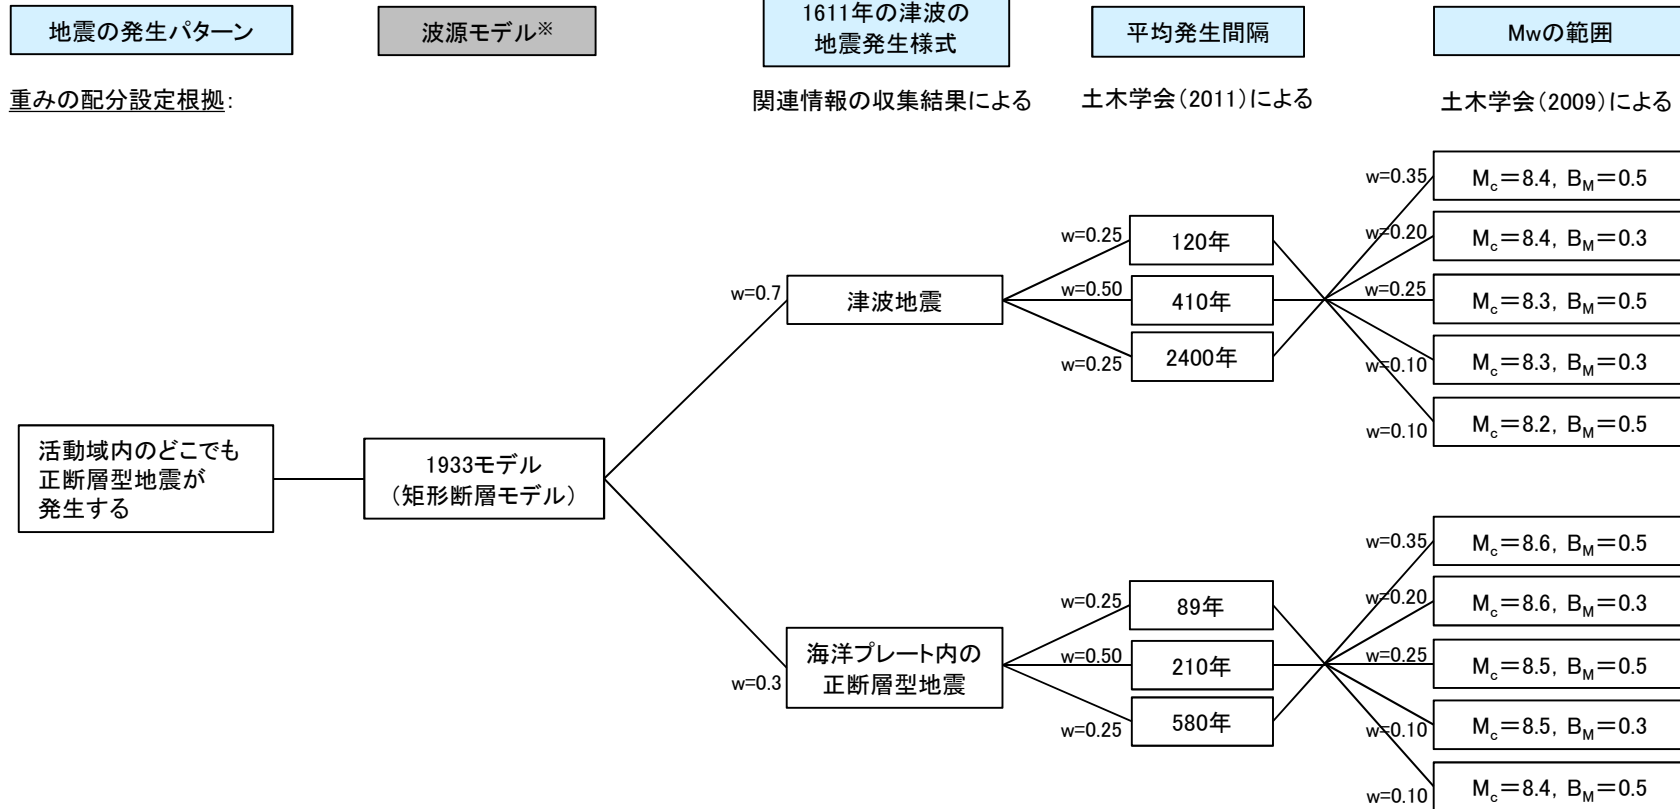 地震の発生パターン
波源モデル※
1611年の津波の
地震発生様式
平均発生間隔
Mwの範囲
重みの配分設定根拠:
関連情報の収集結果による
土木学会(2011)による
土木学会(2009)による
活動域内のどこでも
正断層型地震が
発生する
1933モデル
(矩形断層モデル)
w=0.7
津波地震
w=0.25
120年
w=0.50
410年
w=0.25
2400年
w=0.35
Mc=8.4, BM=0.5
w=0.20
Mc=8.4, BM=0.3
w=0.25
Mc=8.3, BM=0.5
w=0.10
Mc=8.3, BM=0.3
w=0.10
Mc=8.2, BM=0.5
w=0.3
海洋プレート内の
正断層型地震
w=0.25
89年
w=0.50
210年
w=0.25
580年
w=0.35
Mc=8.6, BM=0.5
w=0.20
Mc=8.6, BM=0.3
w=0.25
Mc=8.5, BM=0.5
w=0.10
Mc=8.5, BM=0.3
w=0.10
Mc=8.4, BM=0.5